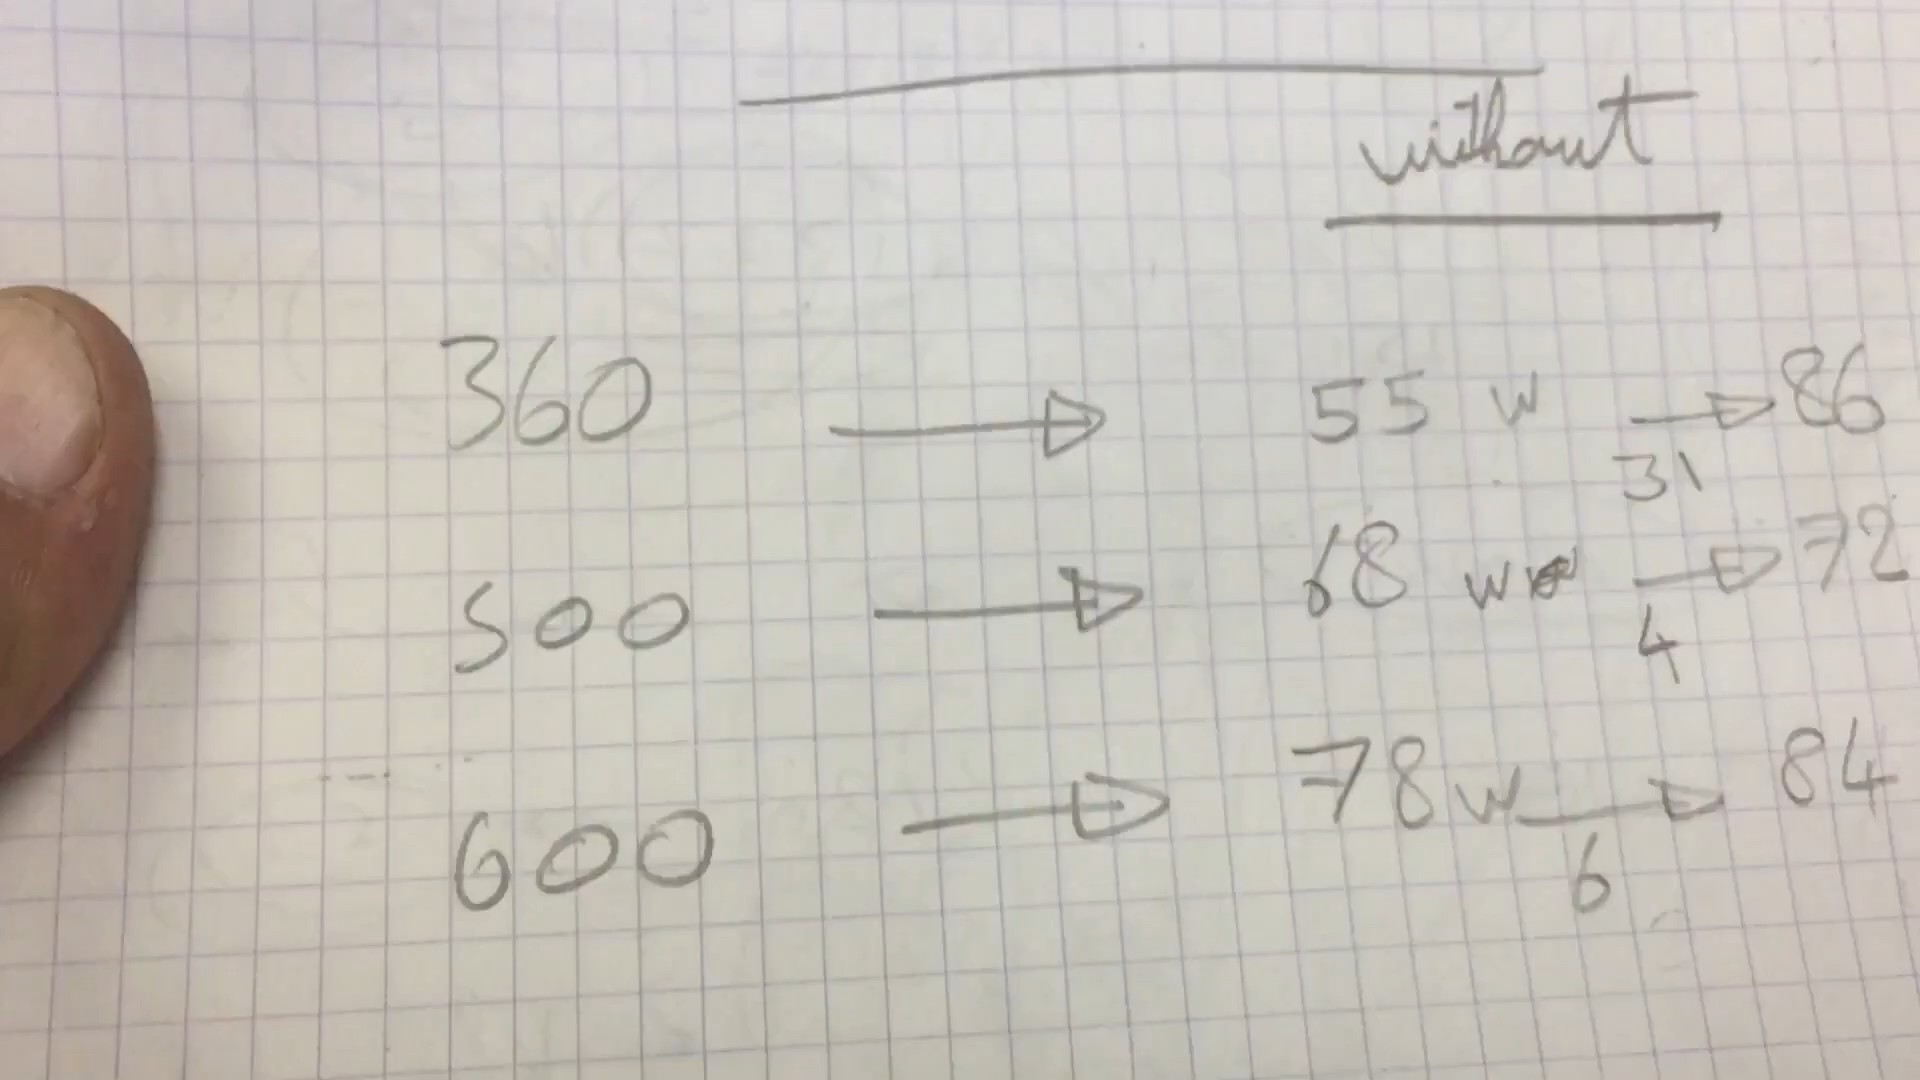 without
360 → 55 w → 86
31
500 → 68 w → 72
4
600 → 78 w → 84
6